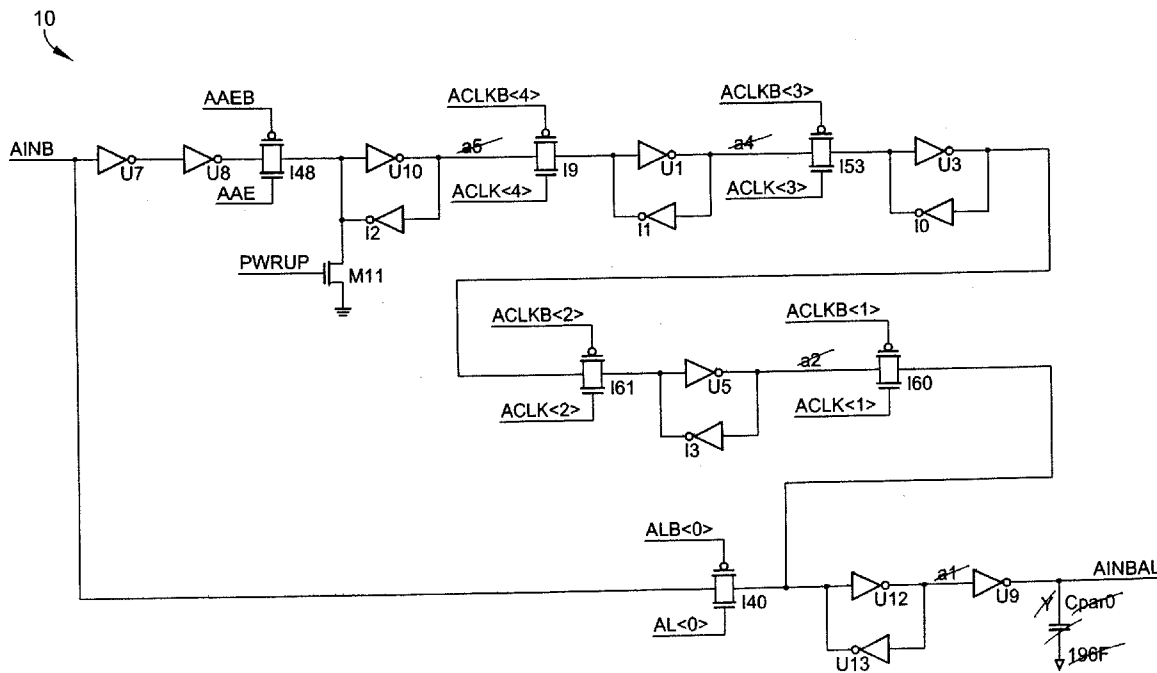 10
AAEB
ACLKB<4>
ACLKB<3>
AINB
a5
a4
U7
U8
I48
U10
I9
U1
I53
U3
AAE
ACLK<4>
ACLK<3>
I2
I1
I0
PWRUP
M11
ACLKB<2>
ACLKB<1>
a2
I61
U5
I60
ACLK<2>
ACLK<1>
I3
ALB<0>
a1
AINBAL
I40
U12
U9
Y
Cpar0
AL<0>
U13
196F